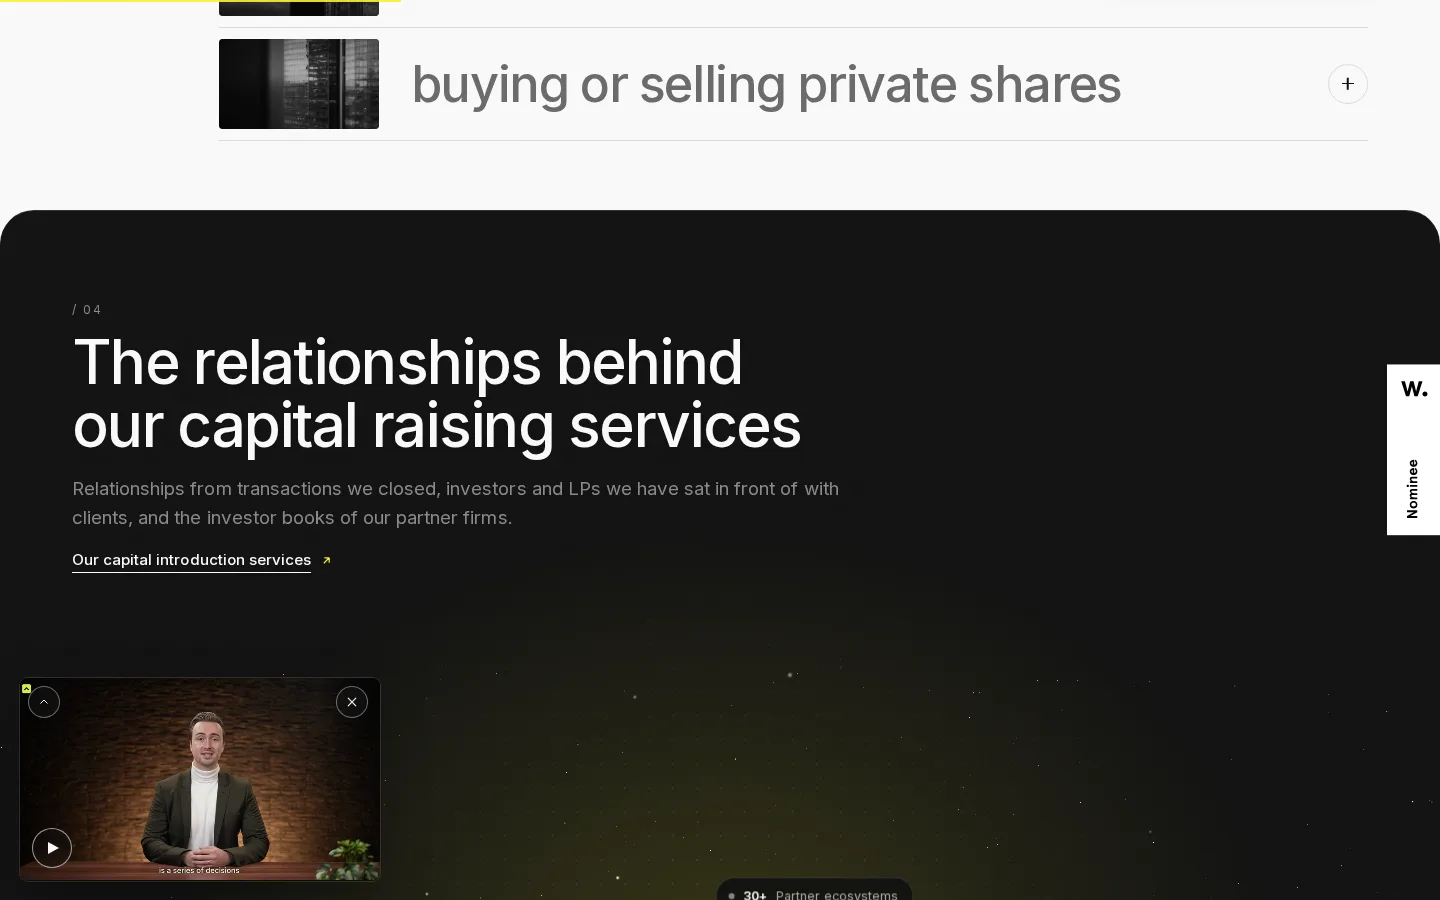 buying or selling private shares
/ 04
The relationships behind
our capital raising services
Relationships from transactions we closed, investors and LPs we have sat in front of with
clients, and the investor books of our partner firms.
Our capital introduction services
W.
Nominee
is a series of decisions
30+ Partner ecosystems